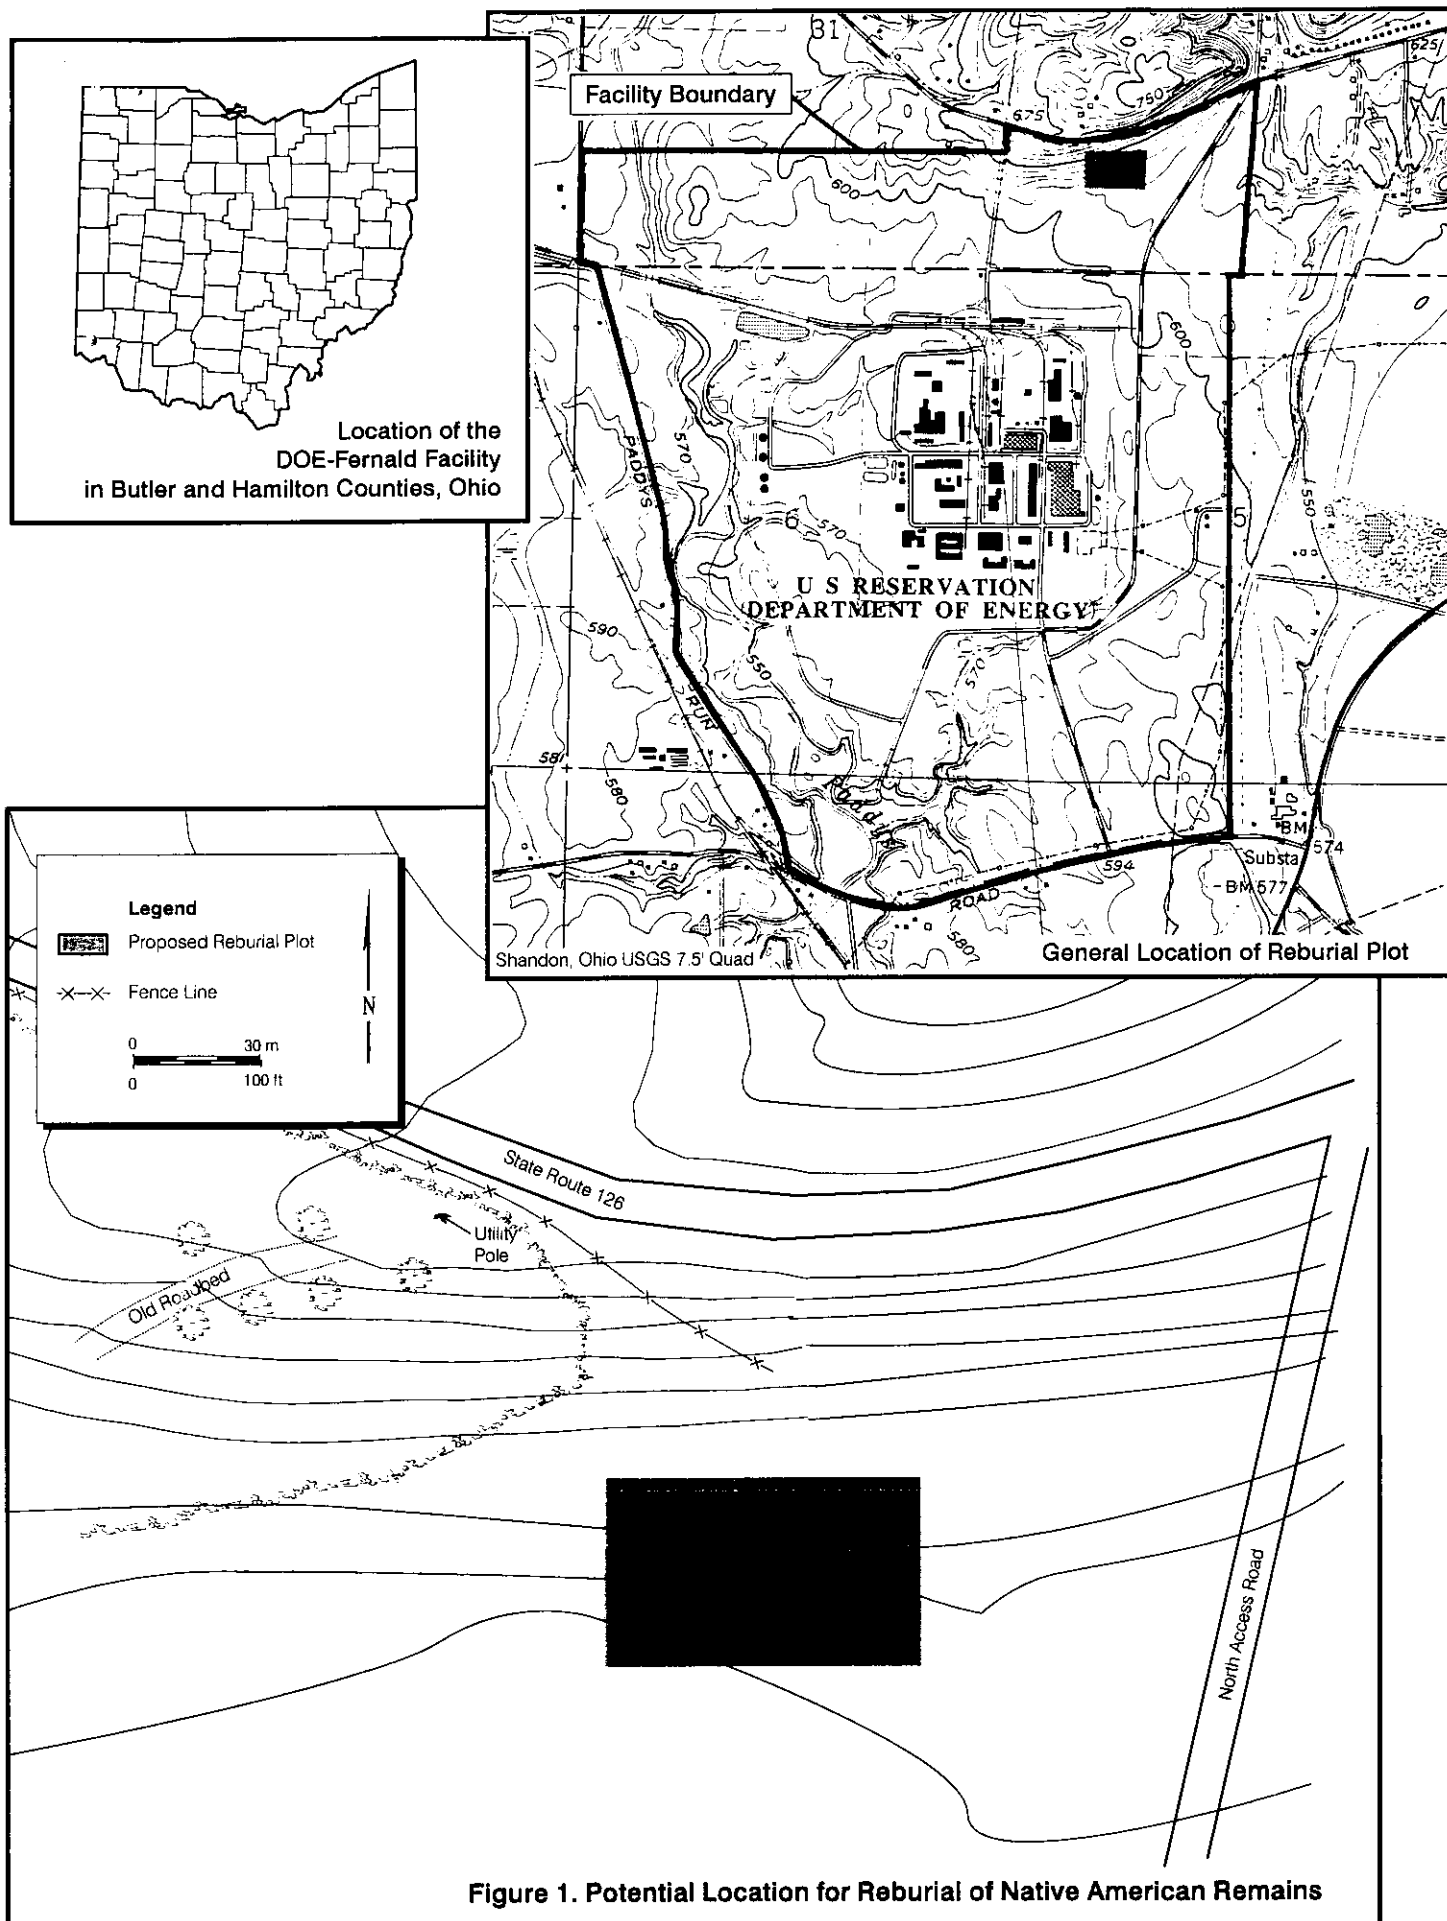 Location of the
DOE-Fernald Facility
in Butler and Hamilton Counties, Ohio
31
Facility Boundary
625
675
750
600
600
PADDYS
570
6
570
5
550
U S RESERVATION
DEPARTMENT OF ENERGY
590
550
570
RUN
581
580
Paddys
BM
574
Substa
594
BM 577
ROAD
580
Shandon, Ohio USGS 7.5' Quad
General Location of Reburial Plot
Legend
Proposed Reburial Plot
Fence Line
N
0 30 m
0 100 ft
State Route 126
Utility
Pole
Old Roadbed
North Access Road
Figure 1. Potential Location for Reburial of Native American Remains